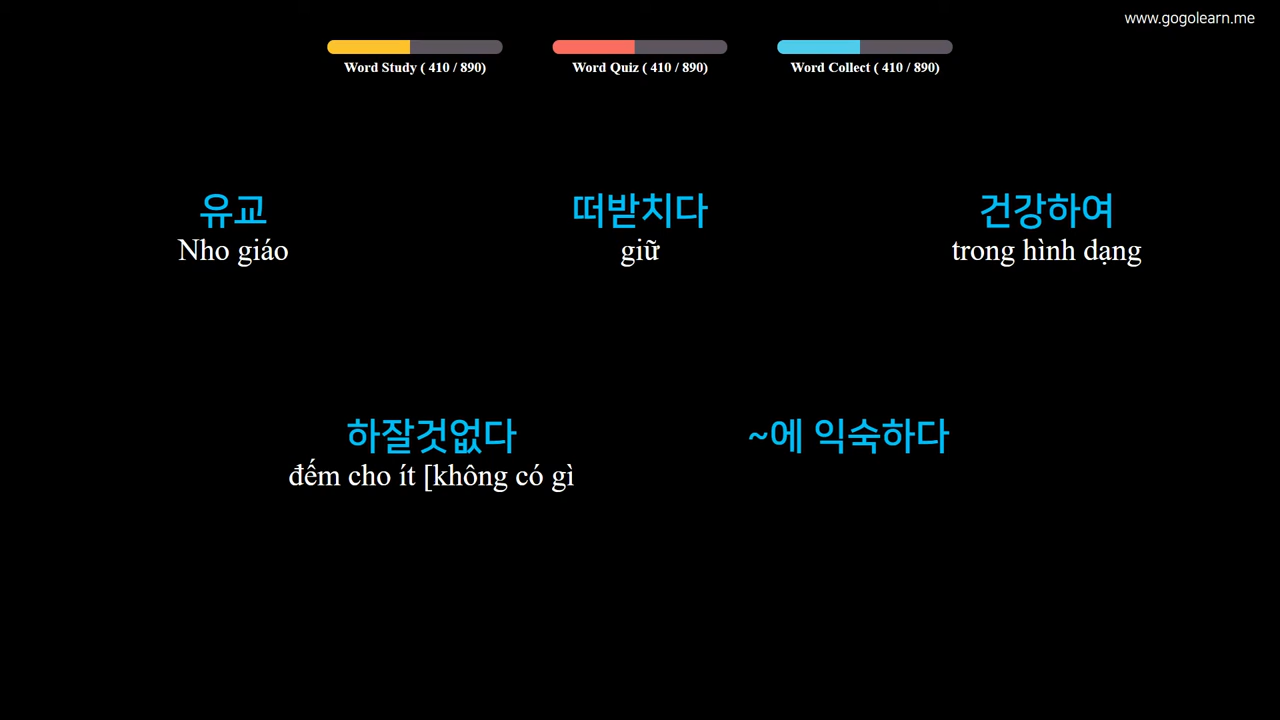 www.gogolearn.me
Word Study ( 410 / 890)
Word Quiz ( 410 / 890)
Word Collect ( 410 / 890)
유교
Nho giáo
떠받치다
giữ
건강하여
trong hình dạng
하잘것없다
đếm cho ít [không có gì
~에 익숙하다